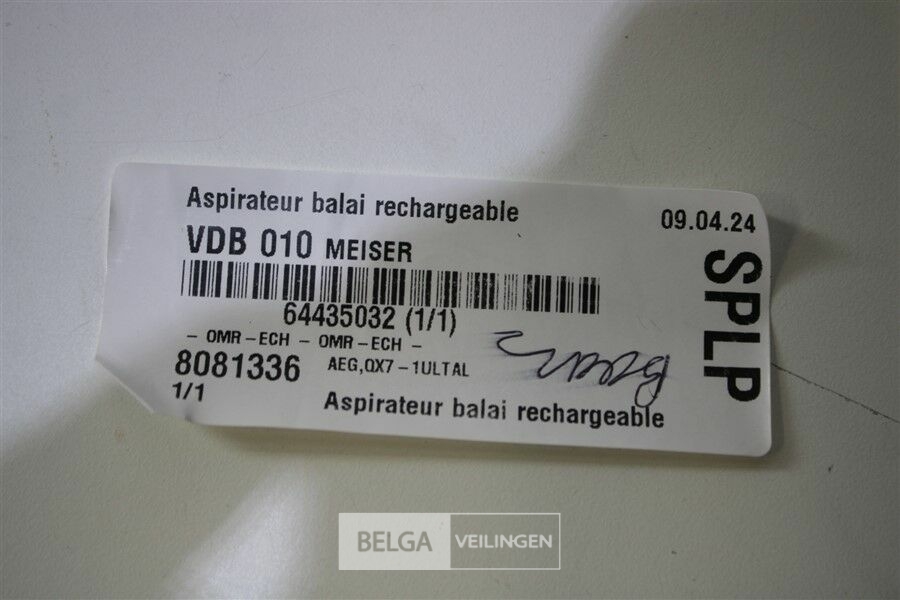 Aspirateur balai rechargeable
09.04.24
VDB 010 MEISER
SPLP
64435032 (1/1)
- OMR-ECH - OMR-ECH -
8081336 AEG,QX7-1ULTAL
1/1
Aspirateur balai rechargeable
BELGA VEILINGEN